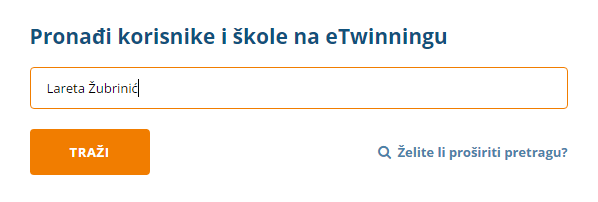 Pronađi korisnike i škole na eTwinningu
Lareta Žubrinić
TRAŽI
Želite li proširiti pretragu?